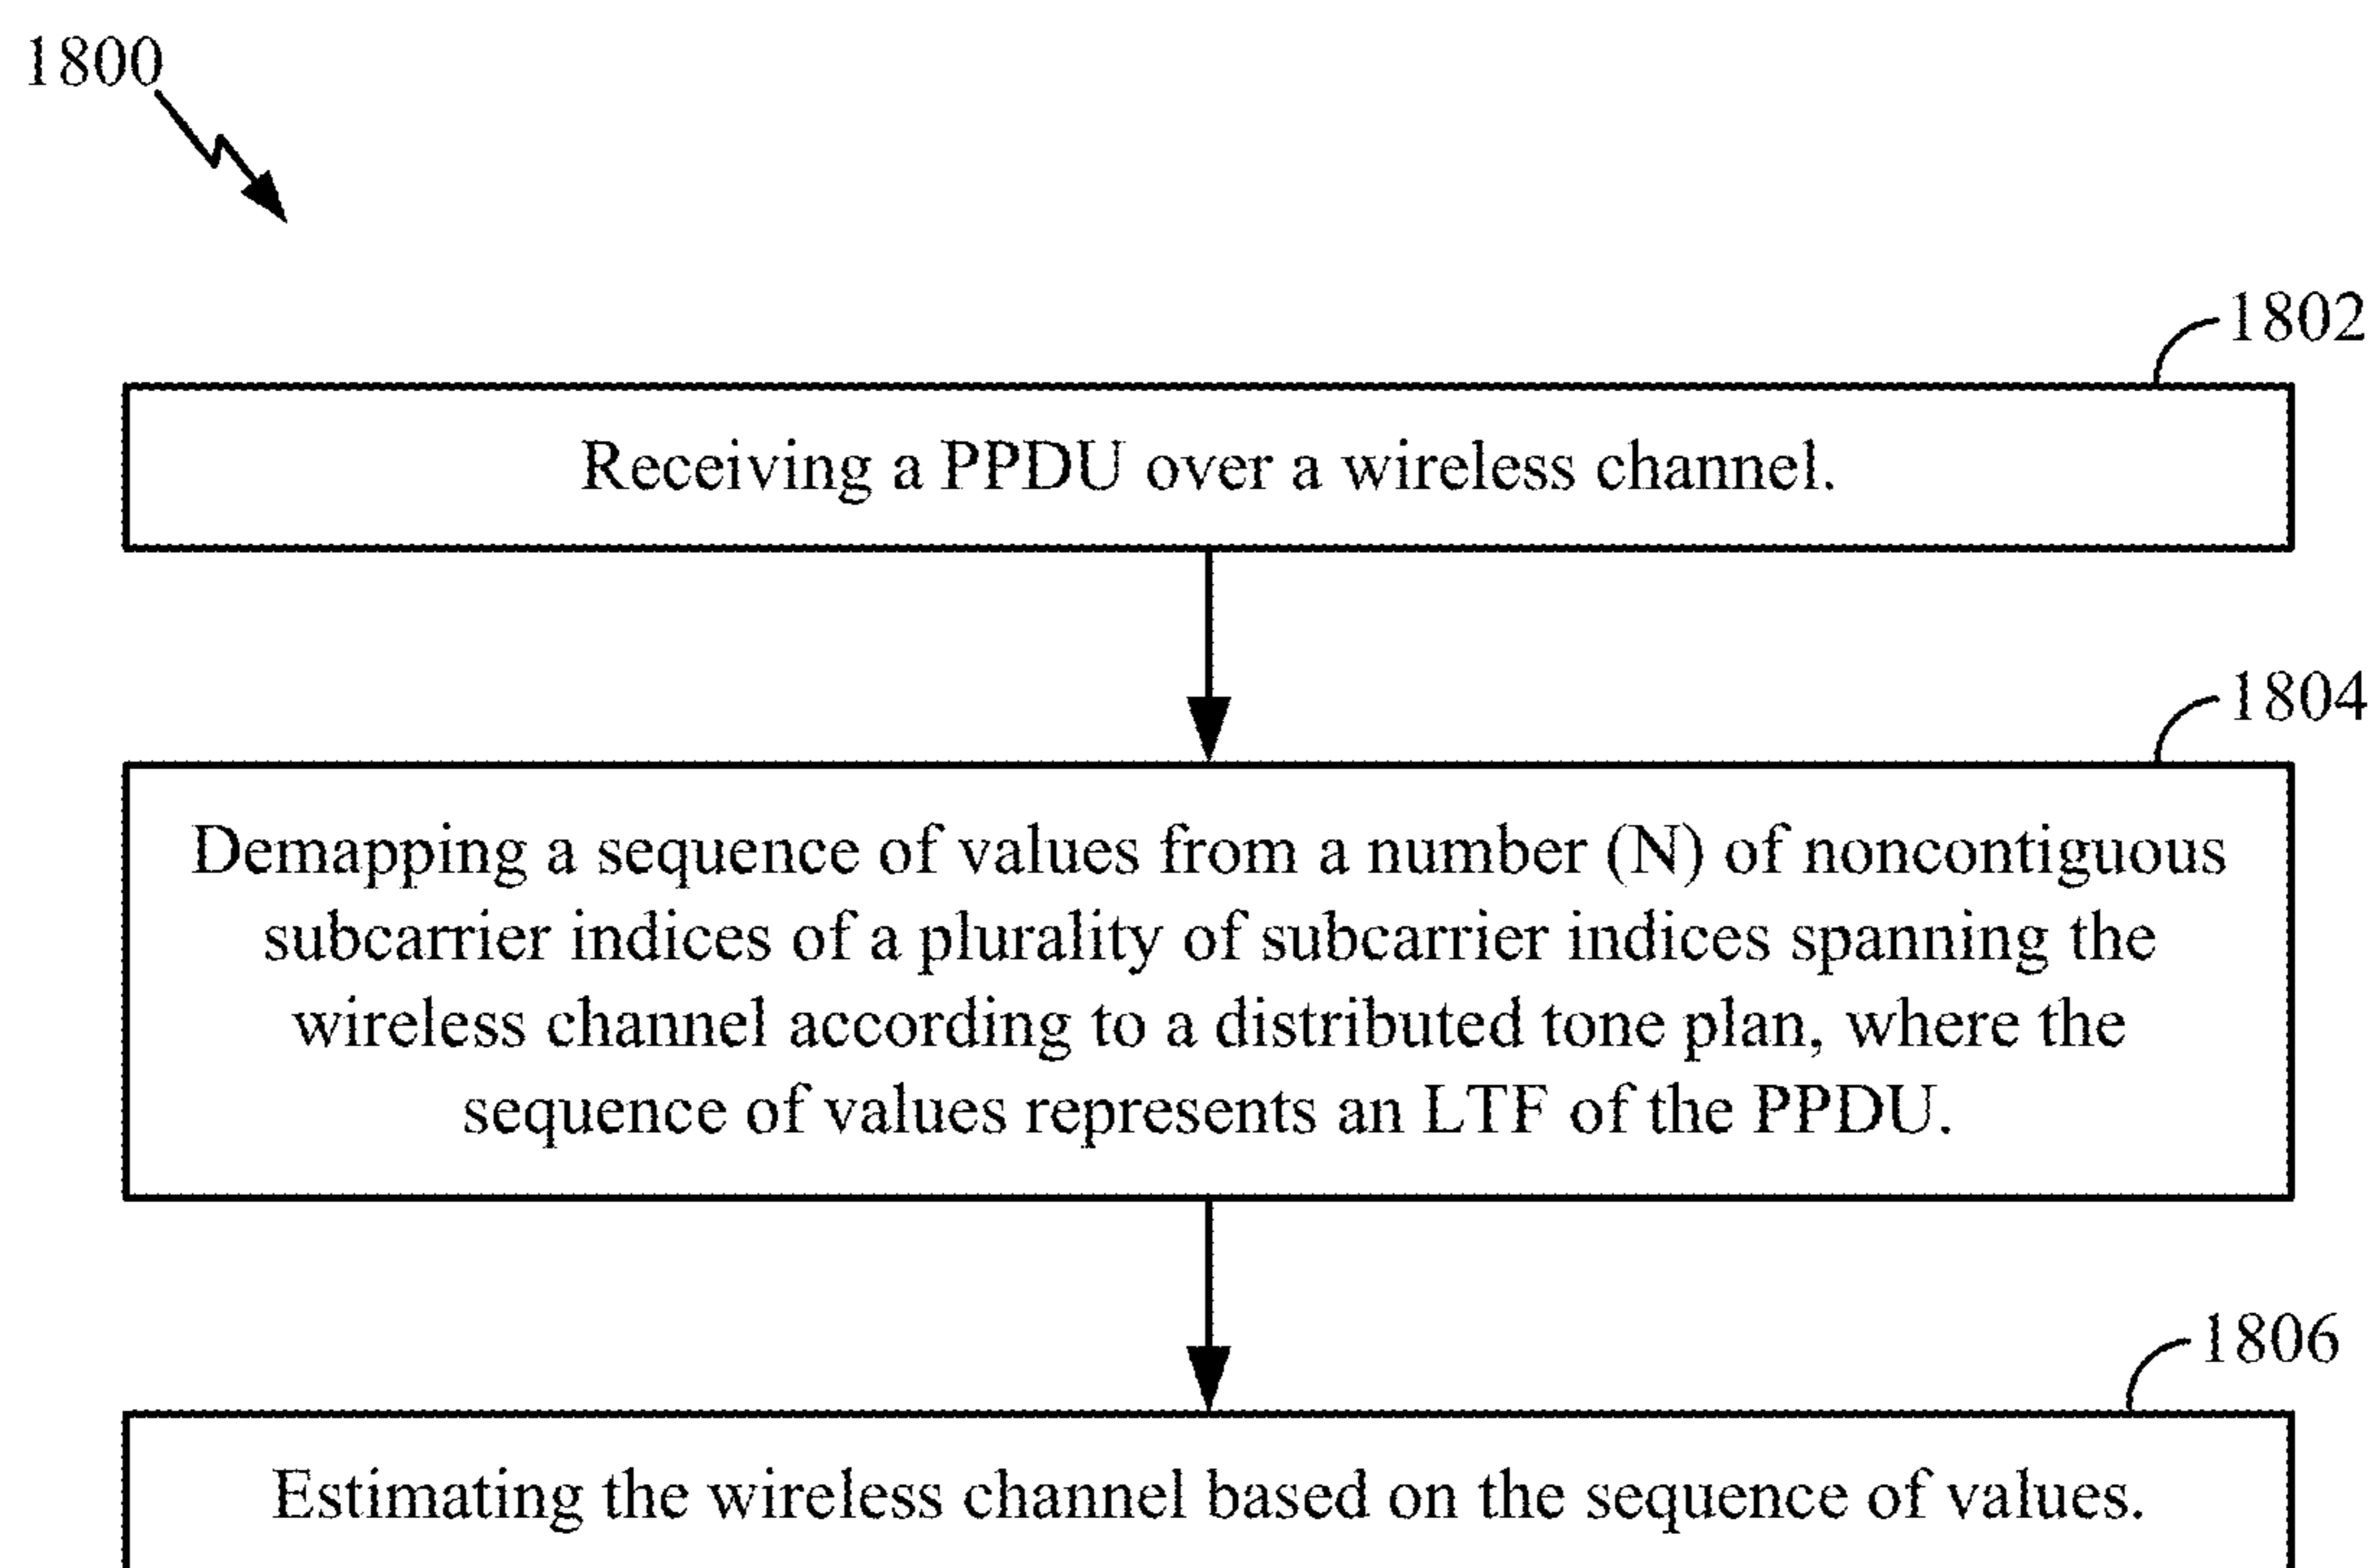 1800
1802
Receiving a PPDU over a wireless channel.
1804
Demapping a sequence of values from a number (N) of noncontiguous
subcarrier indices of a plurality of subcarrier indices spanning the
wireless channel according to a distributed tone plan, where the
sequence of values represents an LTF of the PPDU.
1806
Estimating the wireless channel based on the sequence of values.